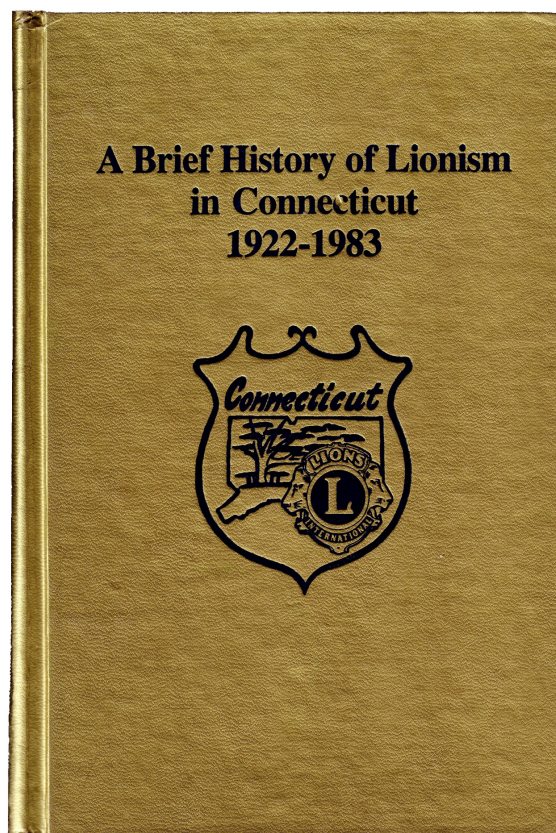 A Brief History of Lionism
in Connecticut
1922-1983
Connecticut
LIONS
L
INTERNATIONAL